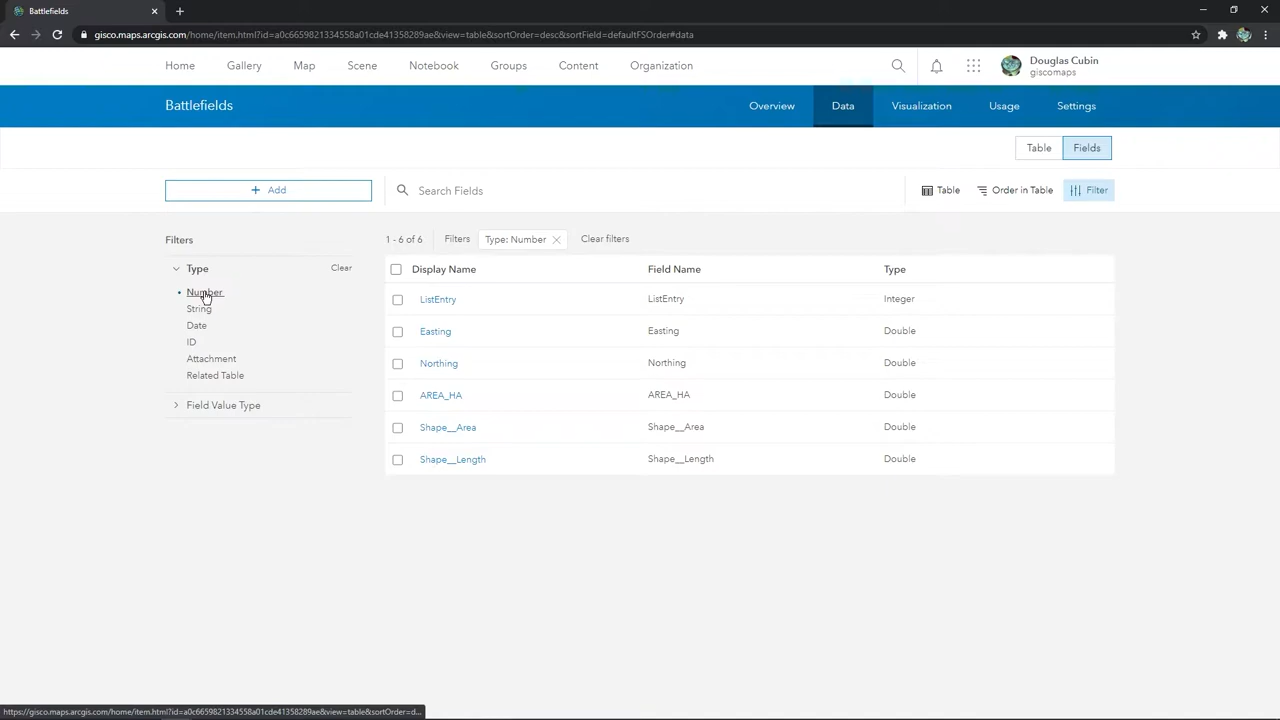 Battlefields
gisco.maps.arcgis.com/home/item.html?id=a0c6659821334558a01cde41358289ae&view=table&sortOrder=desc&sortField=defaultFSOrder#data
Home Gallery Map Scene Notebook Groups Content Organization
Douglas Cubin
giscomaps
Battlefields Overview Data Visualization Usage Settings
Table Fields
+ Add Search Fields Table Order in Table Filter
Filters 1 - 6 of 6 Filters Type: Number Clear filters
Type Clear
Number
String
Date
ID
Attachment
Related Table
Field Value Type
Display Name Field Name Type
ListEntry ListEntry Integer
Easting Easting Double
Northing Northing Double
AREA_HA AREA_HA Double
Shape__Area Shape__Area Double
Shape__Length Shape__Length Double
https://gisco.maps.arcgis.com/home/item.html?id=a0c6659821334558a01cde41358289ae&view=table&sortOrder=d...